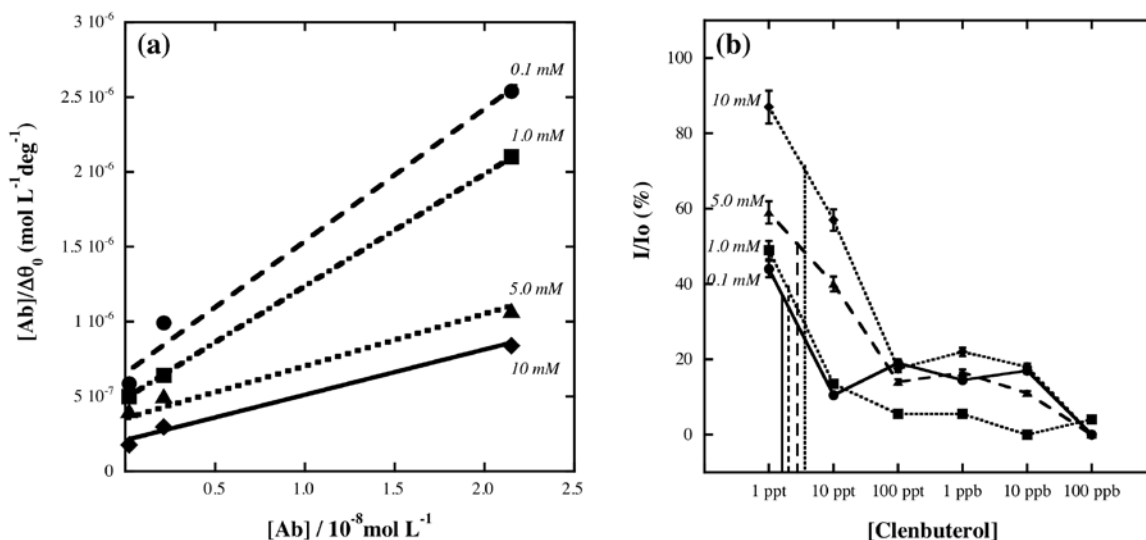 (a)
[Ab]/Δθ₀ (mol L⁻¹deg⁻¹)
3 10⁻⁶
2.5 10⁻⁶
2 10⁻⁶
1.5 10⁻⁶
1 10⁻⁶
5 10⁻⁷
0
0.1 mM
1.0 mM
5.0 mM
10 mM
0.5 1.0 1.5 2.0 2.5
[Ab] / 10⁻⁸mol L⁻¹
(b)
I/Io (%)
100
80
60
40
20
0
10 mM
5.0 mM
1.0 mM
0.1 mM
1 ppt 10 ppt 100 ppt 1 ppb 10 ppb 100 ppb
[Clenbuterol]